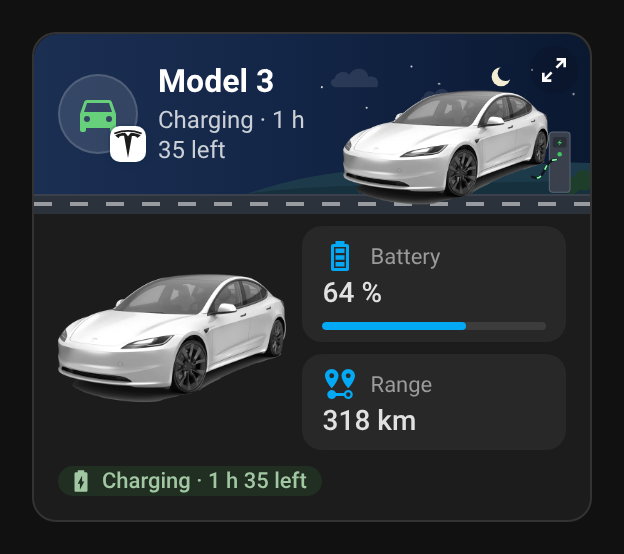 Model 3
Charging · 1 h
35 left
Battery
64 %
Range
318 km
Charging · 1 h 35 left